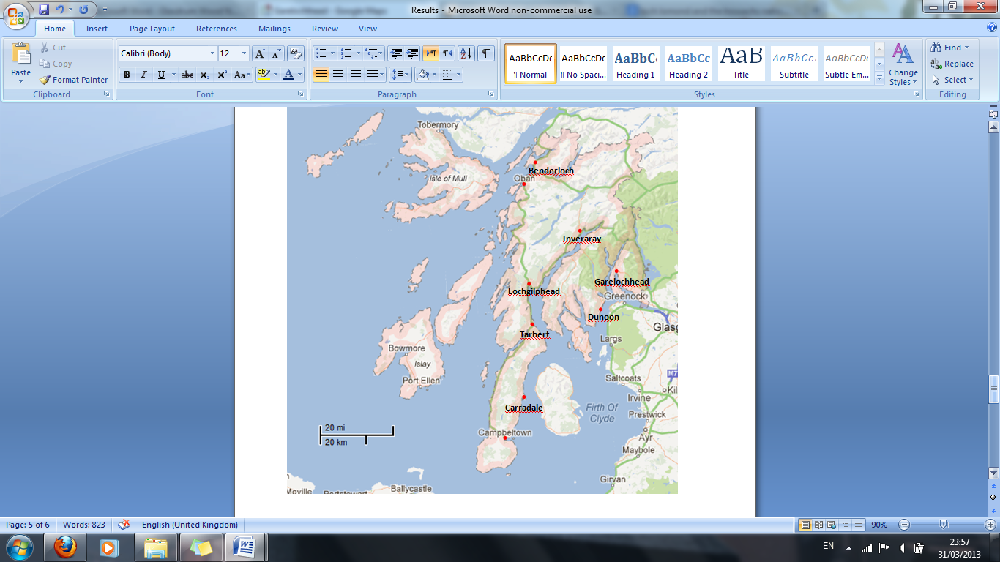 Results - Microsoft Word non-commercial use
Home Insert Page Layout References Mailings Review View
Paste
Cut
Copy
Format Painter
Clipboard
Calibri (Body) 12
B I U abc x₂ x² Aa
Font
Paragraph
AaBbCcDc AaBbCcDc AaBbC AaBbCc AaB AaBbCc. AaBbCcDc
¶ Normal ¶ No Spaci... Heading 1 Heading 2 Title Subtitle Subtle Em...
Change
Styles
Styles
Find
Replace
Select
Editing
Tobermory
Benderloch
Isle of Mull
Oban
Inveraray
Garelochhead
Lochgilphead
Greenock
Dunoon
Glasg
Tarbert
Largs
Bowmore
Islay
Port Ellen
M7
Saltcoats
Kil
Irvine
Carradale
Firth Of
Clyde
Prestwick
20 mi
20 km
Campbeltown
Ayr
Maybole
Girvan
Ballycastle
Moville
Page: 5 of 6 Words: 823 English (United Kingdom) 90%
EN
23:57
31/03/2013